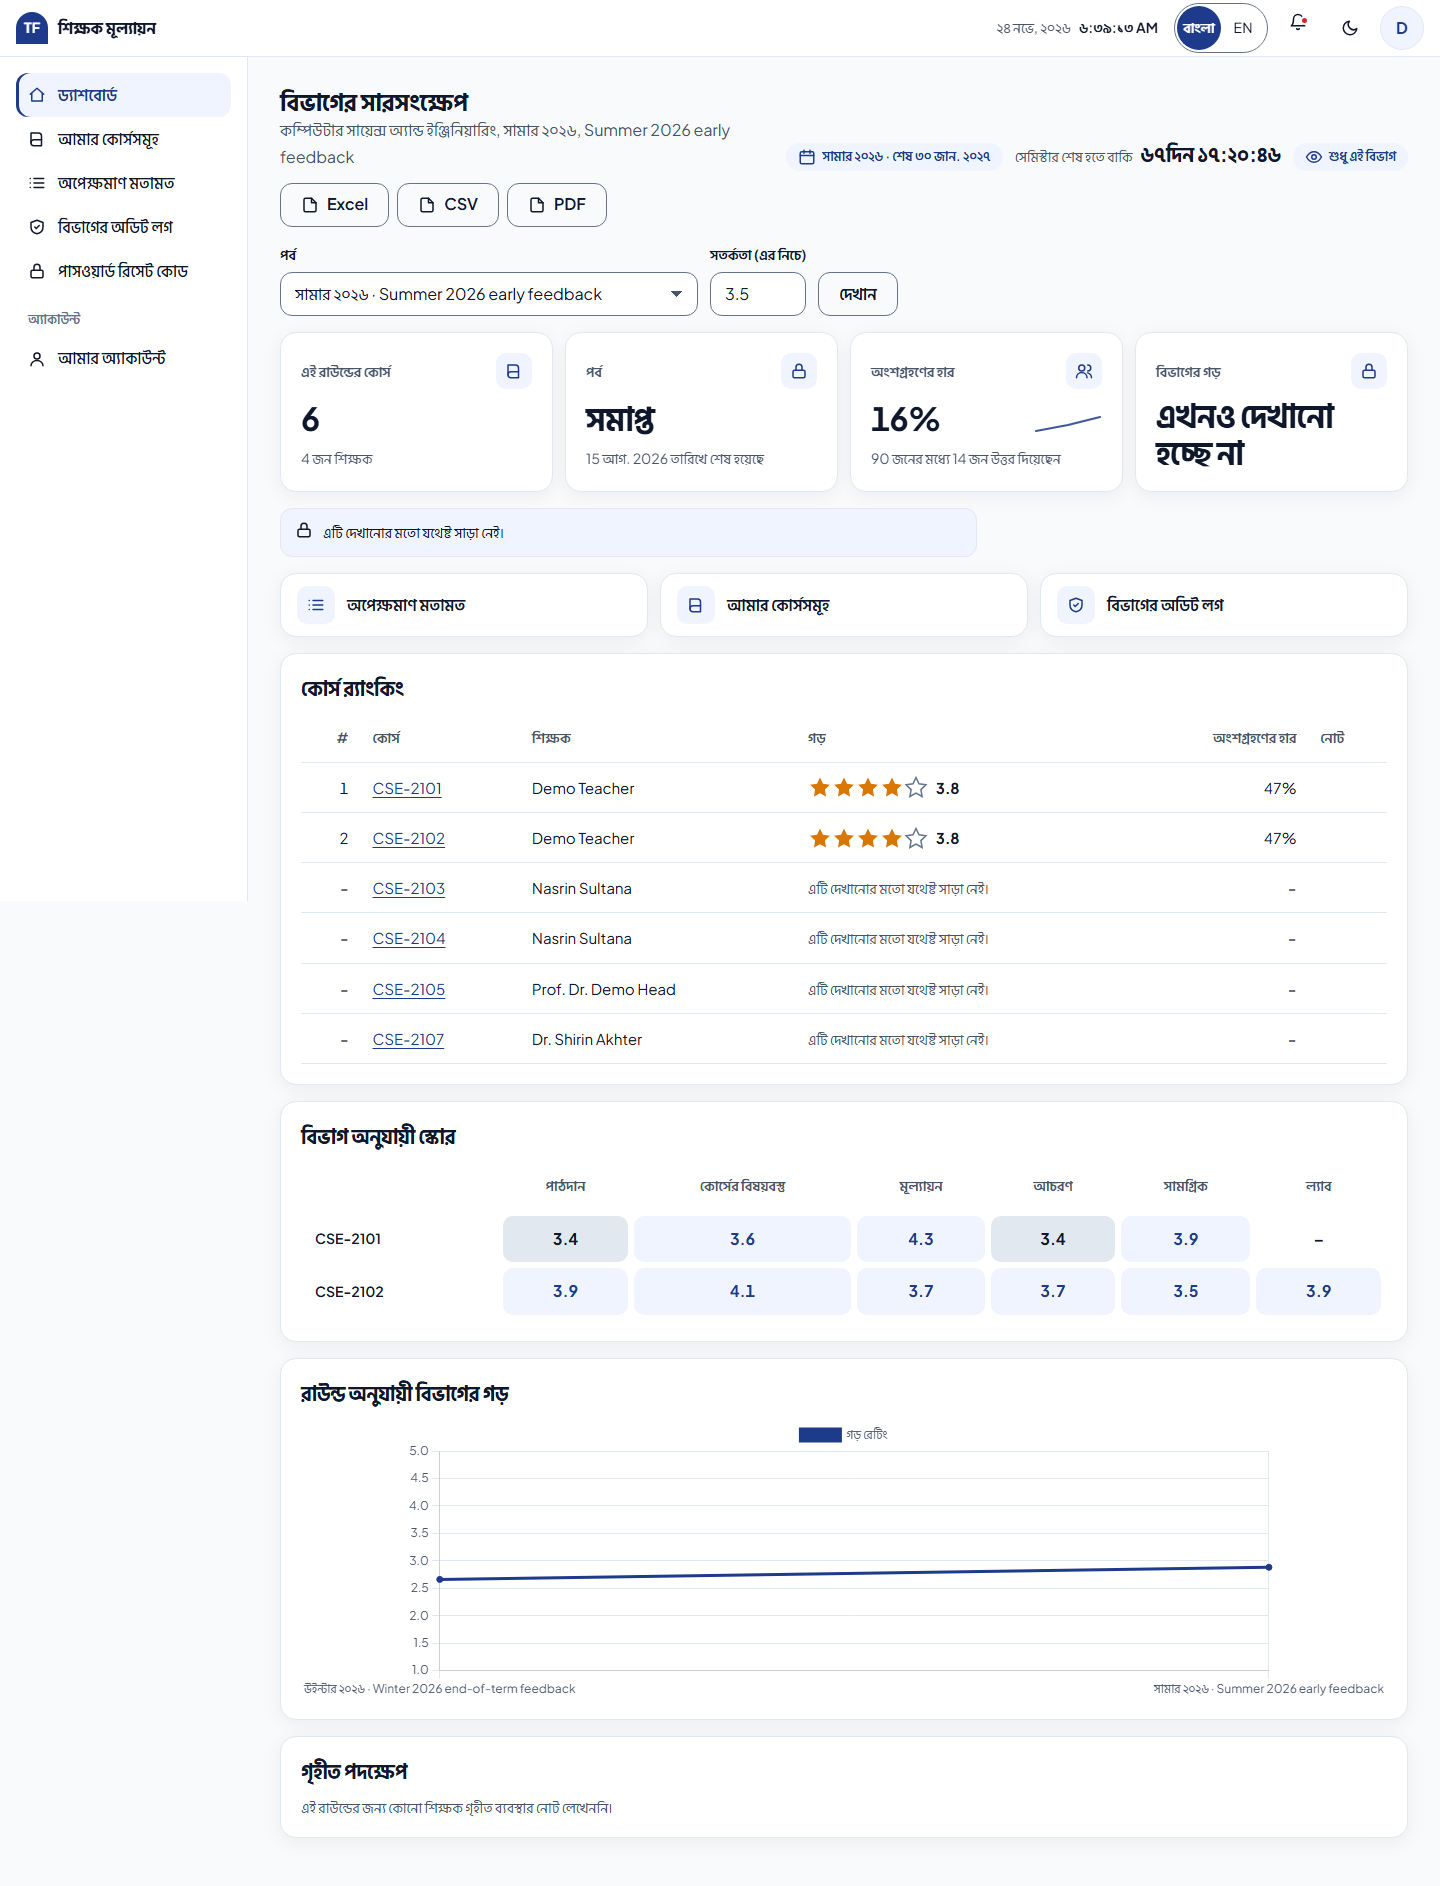 TF শিক্ষক মূল্যায়ন
২৪ নভে, ২০২৬ ৬:৩৯:১৩ AM বাংলা EN D
ড্যাশবোর্ড
আমার কোর্সসমূহ
অপেক্ষমাণ মতামত
বিভাগের অডিট লগ
পাসওয়ার্ড রিসেট কোড
অ্যাকাউন্ট
আমার অ্যাকাউন্ট
বিভাগের সারসংক্ষেপ
কম্পিউটার সায়েন্স অ্যান্ড ইঞ্জিনিয়ারিং, সামার ২০২৬, Summer 2026 early
feedback
সামার ২০২৬ · শেষ ৩০ জান. ২০২৭ সেমিস্টার শেষ হতে বাকি ৬৭দিন ১৭:২০:৪৬ শুধু এই বিভাগ
Excel CSV PDF
পর্ব সতর্কতা (এর নিচে)
সামার ২০২৬ · Summer 2026 early feedback 3.5 দেখান
এই রাউন্ডের কোর্স
6
4 জন শিক্ষক
পর্ব
সমাপ্ত
15 আগ. 2026 তারিখে শেষ হয়েছে
অংশগ্রহণের হার
16%
90 জনের মধ্যে 14 জন উত্তর দিয়েছেন
বিভাগের গড়
এখনও দেখানো
হচ্ছে না
এটি দেখানোর মতো যথেষ্ট সাড়া নেই।
অপেক্ষমাণ মতামত আমার কোর্সসমূহ বিভাগের অডিট লগ
কোর্স র‍্যাংকিং
# কোর্স শিক্ষক গড় অংশগ্রহণের হার নোট
1 CSE-2101 Demo Teacher 3.8 47%
2 CSE-2102 Demo Teacher 3.8 47%
– CSE-2103 Nasrin Sultana এটি দেখানোর মতো যথেষ্ট সাড়া নেই। –
– CSE-2104 Nasrin Sultana এটি দেখানোর মতো যথেষ্ট সাড়া নেই। –
– CSE-2105 Prof. Dr. Demo Head এটি দেখানোর মতো যথেষ্ট সাড়া নেই। –
– CSE-2107 Dr. Shirin Akhter এটি দেখানোর মতো যথেষ্ট সাড়া নেই। –
বিভাগ অনুযায়ী স্কোর
পাঠদান কোর্সের বিষয়বস্তু মূল্যায়ন আচরণ সামগ্রিক ল্যাব
CSE-2101 3.4 3.6 4.3 3.4 3.9 –
CSE-2102 3.9 4.1 3.7 3.7 3.5 3.9
রাউন্ড অনুযায়ী বিভাগের গড়
গড় রেটিং
5.0
4.5
4.0
3.5
3.0
2.5
2.0
1.5
1.0
উইন্টার ২০২৬ · Winter 2026 end-of-term feedback সামার ২০২৬ · Summer 2026 early feedback
গৃহীত পদক্ষেপ
এই রাউন্ডের জন্য কোনো শিক্ষক গৃহীত ব্যবস্থার নোট লেখেননি।